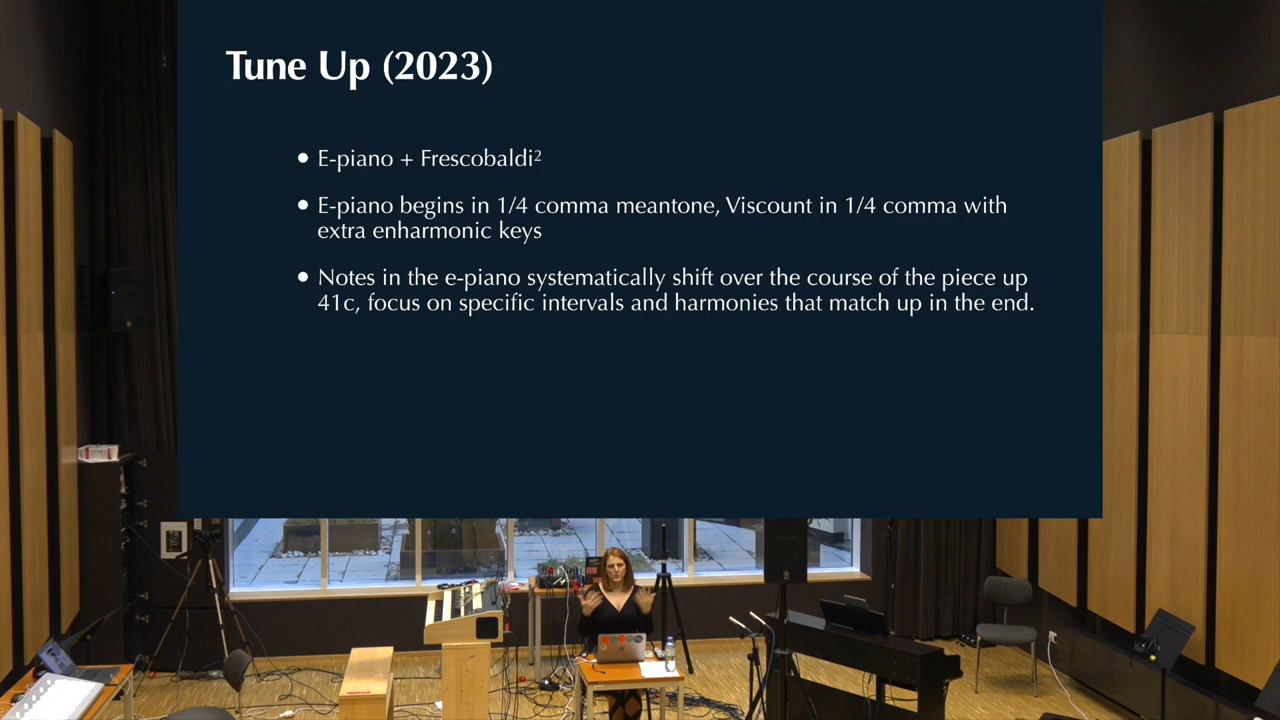 Tune Up (2023)
• E-piano + Frescobaldi²
• E-piano begins in 1/4 comma meantone, Viscount in 1/4 comma with
extra enharmonic keys
• Notes in the e-piano systematically shift over the course of the piece up
41c, focus on specific intervals and harmonies that match up in the end.